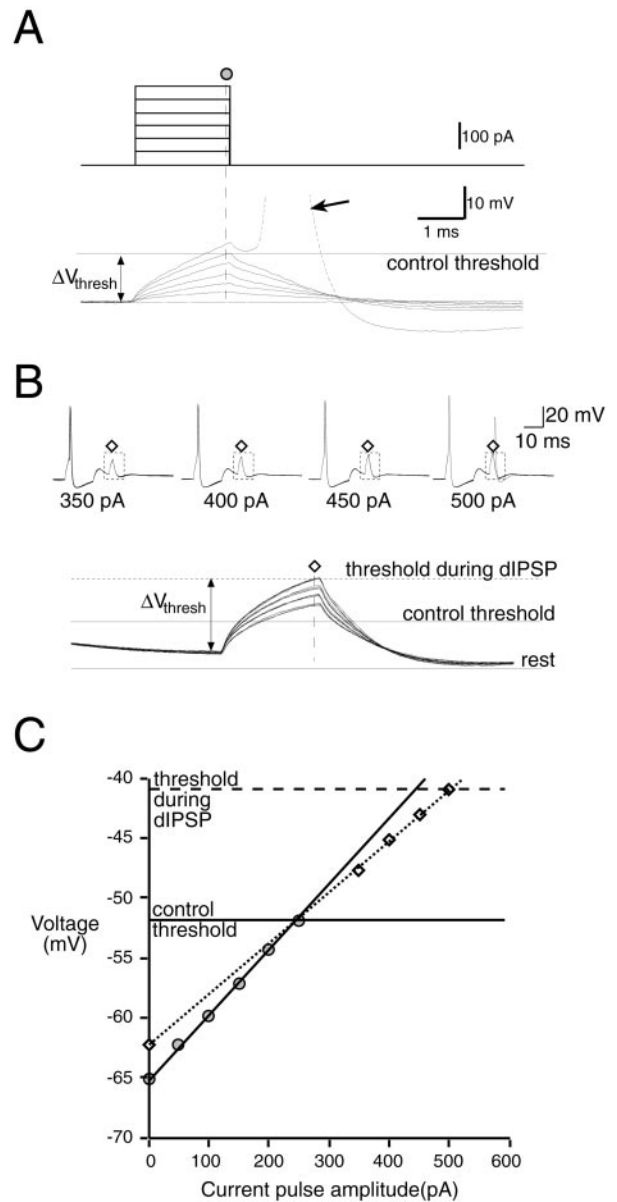 A
100 pA
10 mV
1 ms
control threshold
ΔVthresh
B
20 mV
10 ms
350 pA
400 pA
450 pA
500 pA
threshold during dIPSP
ΔVthresh
control threshold
rest
C
-40
threshold
during
dIPSP
-45
-50
control
threshold
Voltage
(mV)
-55
-60
-65
-70
0 100 200 300 400 500 600
Current pulse amplitude(pA)